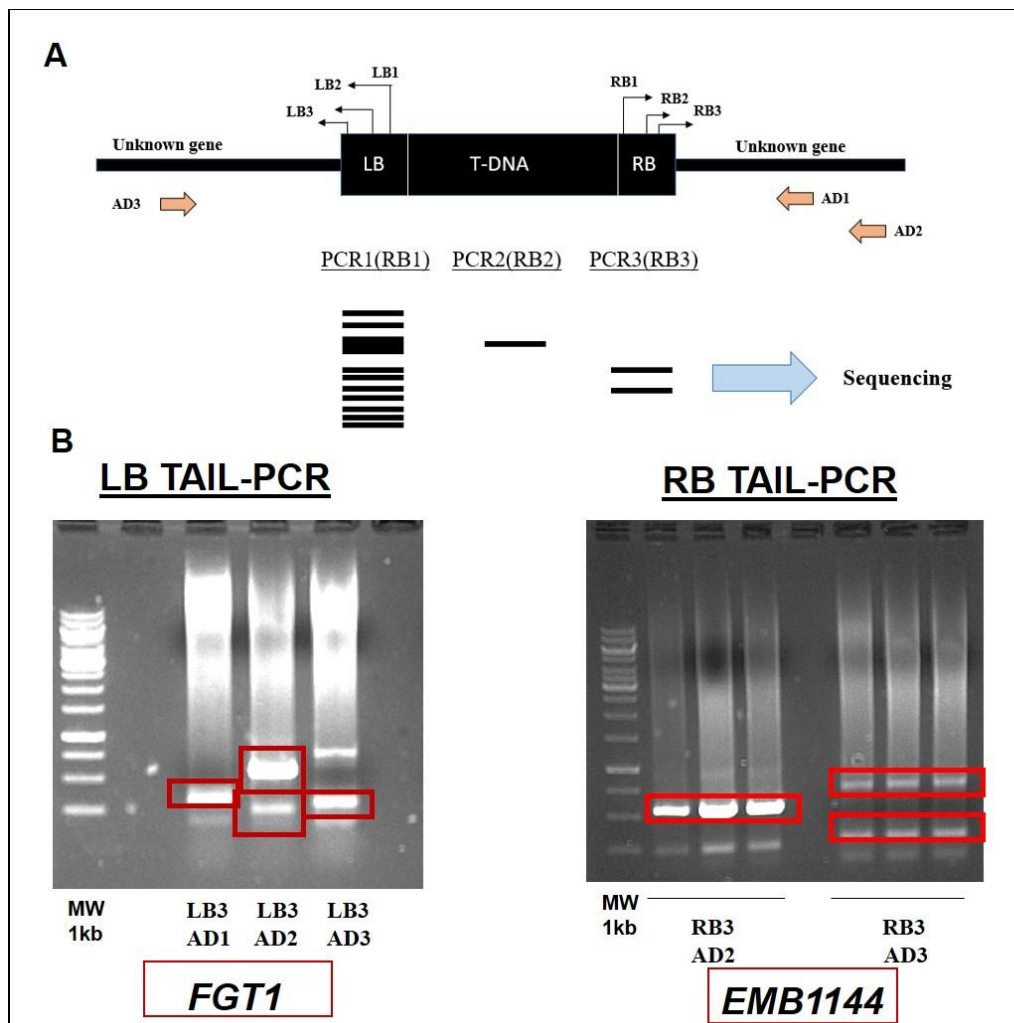 A
LB1
LB2
LB3
RB1
RB2
RB3
Unknown gene
Unknown gene
LB
T-DNA
RB
AD3
AD1
AD2
PCR1(RB1) PCR2(RB2) PCR3(RB3)
Sequencing
B
LB TAIL-PCR
RB TAIL-PCR
MW
1kb
LB3
AD1
LB3
AD2
LB3
AD3
FGT1
MW
1kb
RB3
AD2
RB3
AD3
EMB1144